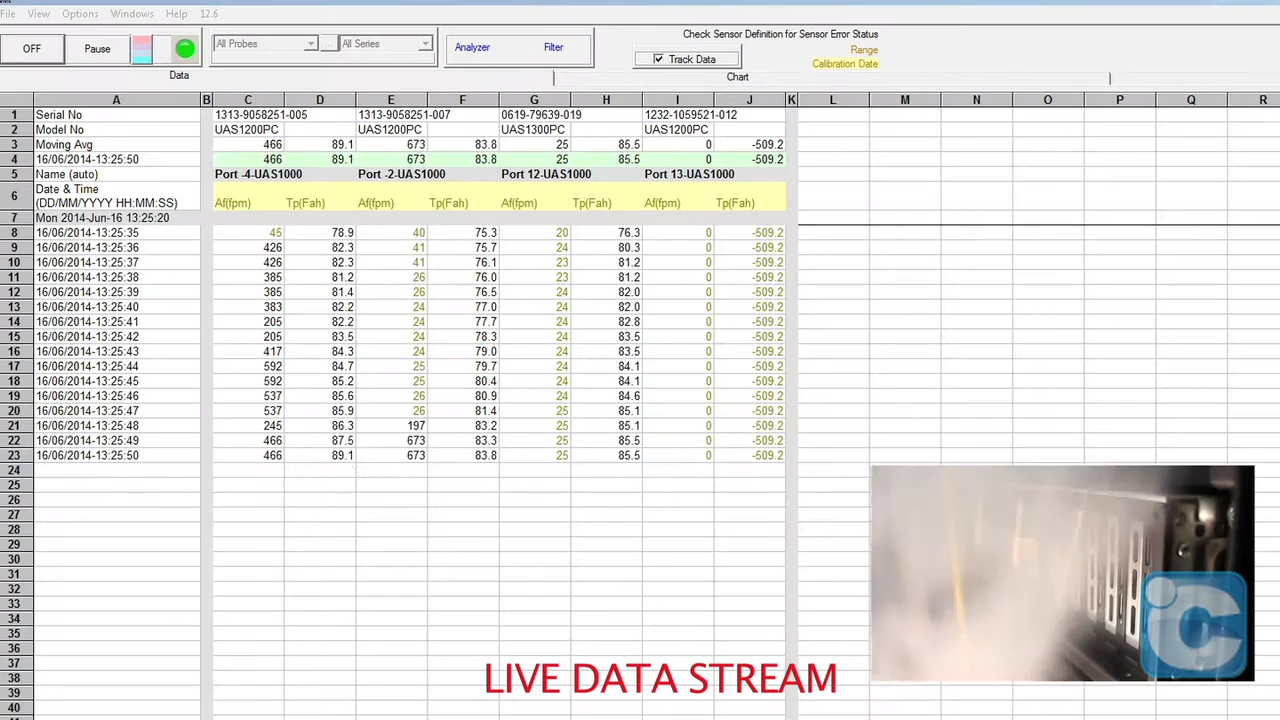 File View Options Windows Help 12.6
OFF Pause All Probes ... All Series Analyzer Filter
Data
Check Sensor Definition for Sensor Error Status
Track Data Range
Calibration Date
Chart
A B C D E F G H I J K L M N O P Q R
1 Serial No 1313-9058251-005 1313-9058251-007 0619-79639-019 1232-1059521-012
2 Model No UAS1200PC UAS1200PC UAS1300PC UAS1200PC
3 Moving Avg 466 89.1 673 83.8 25 85.5 0 -509.2
4 16/06/2014-13:25:50 466 89.1 673 83.8 25 85.5 0 -509.2
5 Name (auto) Port -4-UAS1000 Port -2-UAS1000 Port 12-UAS1000 Port 13-UAS1000
6 Date & Time
(DD/MM/YYYY HH:MM:SS) Af(fpm) Tp(Fah) Af(fpm) Tp(Fah) Af(fpm) Tp(Fah) Af(fpm) Tp(Fah)
7 Mon 2014-Jun-16 13:25:20
8 16/06/2014-13:25:35 45 78.9 40 75.3 20 76.3 0 -509.2
9 16/06/2014-13:25:36 426 82.3 41 75.7 24 80.3 0 -509.2
10 16/06/2014-13:25:37 426 82.3 41 76.1 23 81.2 0 -509.2
11 16/06/2014-13:25:38 385 81.2 26 76.0 23 81.2 0 -509.2
12 16/06/2014-13:25:39 385 81.4 26 76.5 24 82.0 0 -509.2
13 16/06/2014-13:25:40 383 82.2 24 77.0 24 82.0 0 -509.2
14 16/06/2014-13:25:41 205 82.2 24 77.7 24 82.8 0 -509.2
15 16/06/2014-13:25:42 205 83.5 24 78.3 24 83.5 0 -509.2
16 16/06/2014-13:25:43 417 84.3 24 79.0 24 83.5 0 -509.2
17 16/06/2014-13:25:44 592 84.7 25 79.7 24 84.1 0 -509.2
18 16/06/2014-13:25:45 592 85.2 25 80.4 24 84.1 0 -509.2
19 16/06/2014-13:25:46 537 85.6 26 80.9 24 84.6 0 -509.2
20 16/06/2014-13:25:47 537 85.9 26 81.4 25 85.1 0 -509.2
21 16/06/2014-13:25:48 245 86.3 197 83.2 25 85.1 0 -509.2
22 16/06/2014-13:25:49 466 87.5 673 83.3 25 85.5 0 -509.2
23 16/06/2014-13:25:50 466 89.1 673 83.8 25 85.5 0 -509.2
24
25
26
27
28
29
30
31
32
33
34
35
36
37
38
39
40
iC
LIVE DATA STREAM